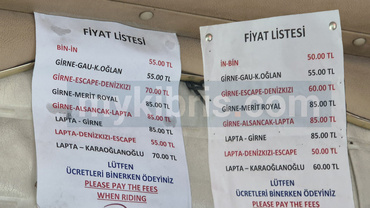 FİYAT LİSTESİ
BİN-İN 55.00 TL
GİRNE-GAU-K.OĞLAN 55.00 TL
GİRNE-ESCAPE-DENİZKIZI 70.00 TL
GİRNE-MERİT ROYAL 85.00 TL
GİRNE-ALSANCAK-LAPTA 85.00 TL
LAPTA - GİRNE 85.00 TL
LAPTA-DENİZKIZI-ESCAPE 55.00 TL
LAPTA – KARAOĞLANOĞLU 70.00 TL
LÜTFEN
ÜCRETLERİ BİNERKEN ÖDEYİNİZ
PLEASE PAY THE FEES
WHEN RIDING
FİYAT LİSTESİ
İN-BİN 50.00 TL
GİRNE-GAU-K.OĞLAN 55.00 TL
GİRNE-ESCAPE-DENİZKIZI 60.00 TL
GİRNE-MERİT ROYAL 85.00 TL
GİRNE-ALSANCAK-LAPTA 85.00 TL
LAPTA - GİRNE 85.00 TL
LAPTA-DENİZKIZI-ESCAPE 50.00 TL
LAPTA – KARAOĞLANOĞLU 60.00 TL
LÜTFEN
ÜCRETLERİ BİNERKEN ÖDEYİNİZ
PLEASE PAY THE FEES